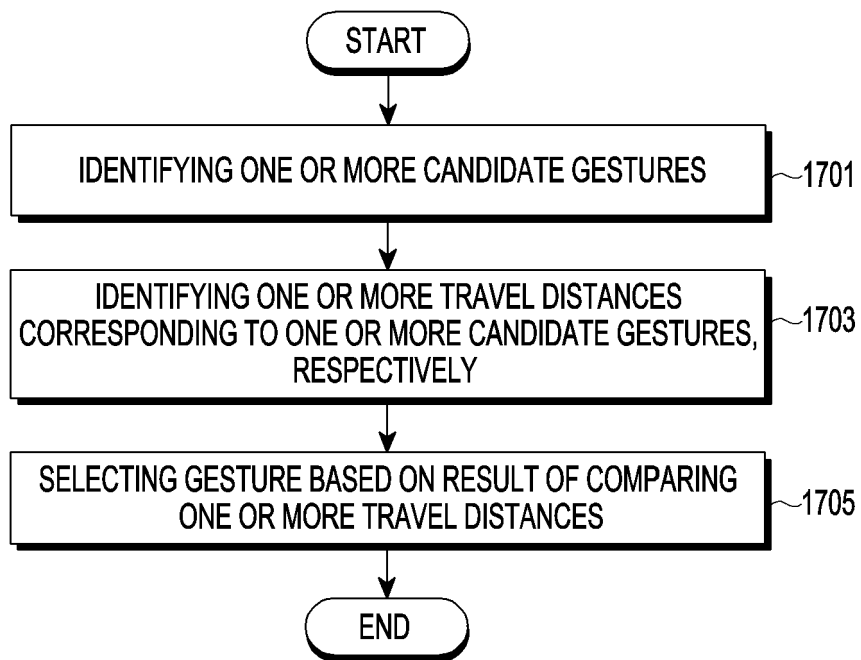 START
IDENTIFYING ONE OR MORE CANDIDATE GESTURES
1701
IDENTIFYING ONE OR MORE TRAVEL DISTANCES
CORRESPONDING TO ONE OR MORE CANDIDATE GESTURES,
RESPECTIVELY
1703
SELECTING GESTURE BASED ON RESULT OF COMPARING
ONE OR MORE TRAVEL DISTANCES
1705
END